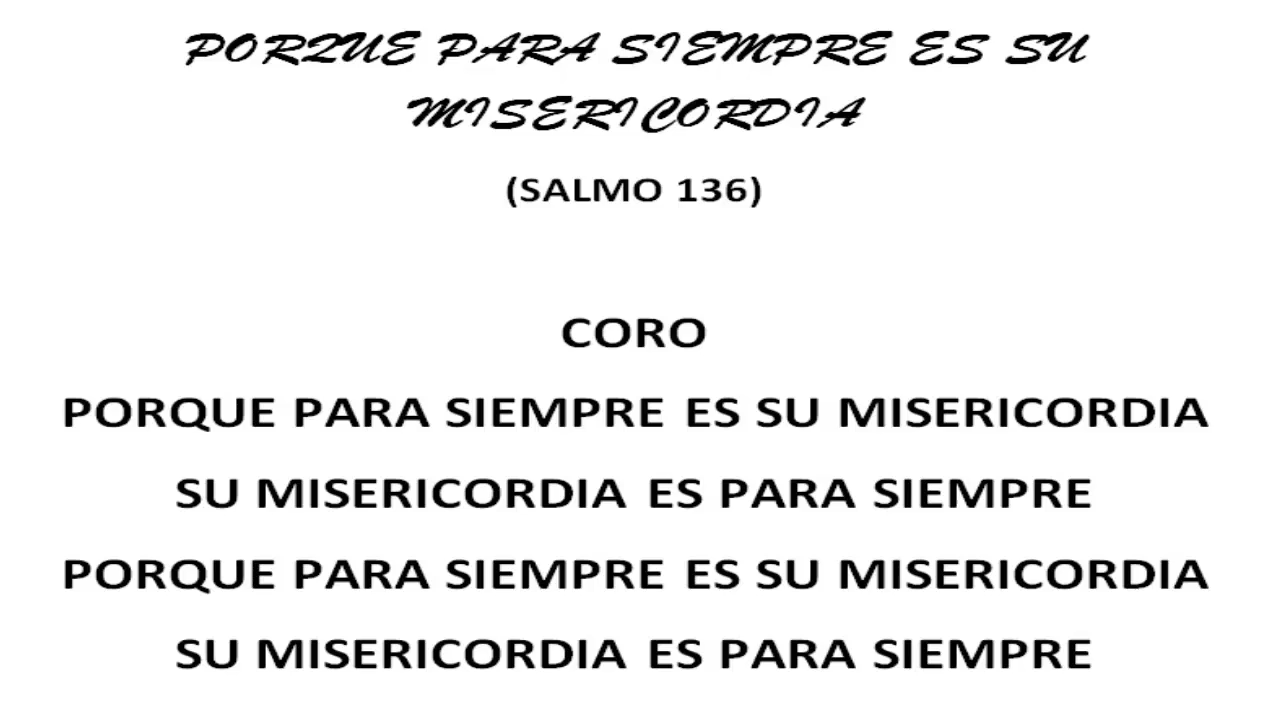 PORQUE PARA SIEMPRE ES SU
MISERICORDIA
(SALMO 136)
CORO
PORQUE PARA SIEMPRE ES SU MISERICORDIA
SU MISERICORDIA ES PARA SIEMPRE
PORQUE PARA SIEMPRE ES SU MISERICORDIA
SU MISERICORDIA ES PARA SIEMPRE